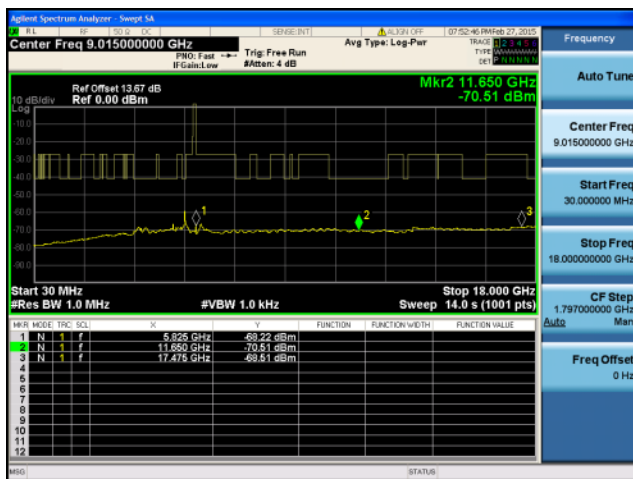 Agilent Spectrum Analyzer - Swept SA
RL RF 50 Ω DC SENSE:INT ALIGN OFF 07:52:46 PM Feb 27, 2015
Center Freq 9.015000000 GHz
PNO: Fast
IFGain:Low
Trig: Free Run
#Atten: 4 dB
Avg Type: Log-Pwr
TRACE 1 2 3 4 5 6
TYPE
DET P N N N N N
Ref Offset 13.67 dB
Ref 0.00 dBm
10 dB/div
Log
Mkr2 11.650 GHz
-70.51 dBm
-10.0
-20.0
-30.0
-40.0
-50.0
-60.0
-70.0
-80.0
-90.0
1
2
3
Start 30 MHz
Stop 18.000 GHz
#Res BW 1.0 MHz
#VBW 1.0 kHz
Sweep 14.0 s (1001 pts)
MKR MODE TRC SCL X Y FUNCTION FUNCTION WIDTH FUNCTION VALUE
1 N 1 f 5.825 GHz -68.22 dBm
2 N 1 f 11.650 GHz -70.51 dBm
3 N 1 f 17.475 GHz -68.51 dBm
4
5
6
7
8
9
10
11
12
MSG
STATUS
Frequency
Auto Tune
Center Freq
9.015000000 GHz
Start Freq
30.000000 MHz
Stop Freq
18.000000000 GHz
CF Step
1.797000000 GHz
Auto Man
Freq Offset
0 Hz